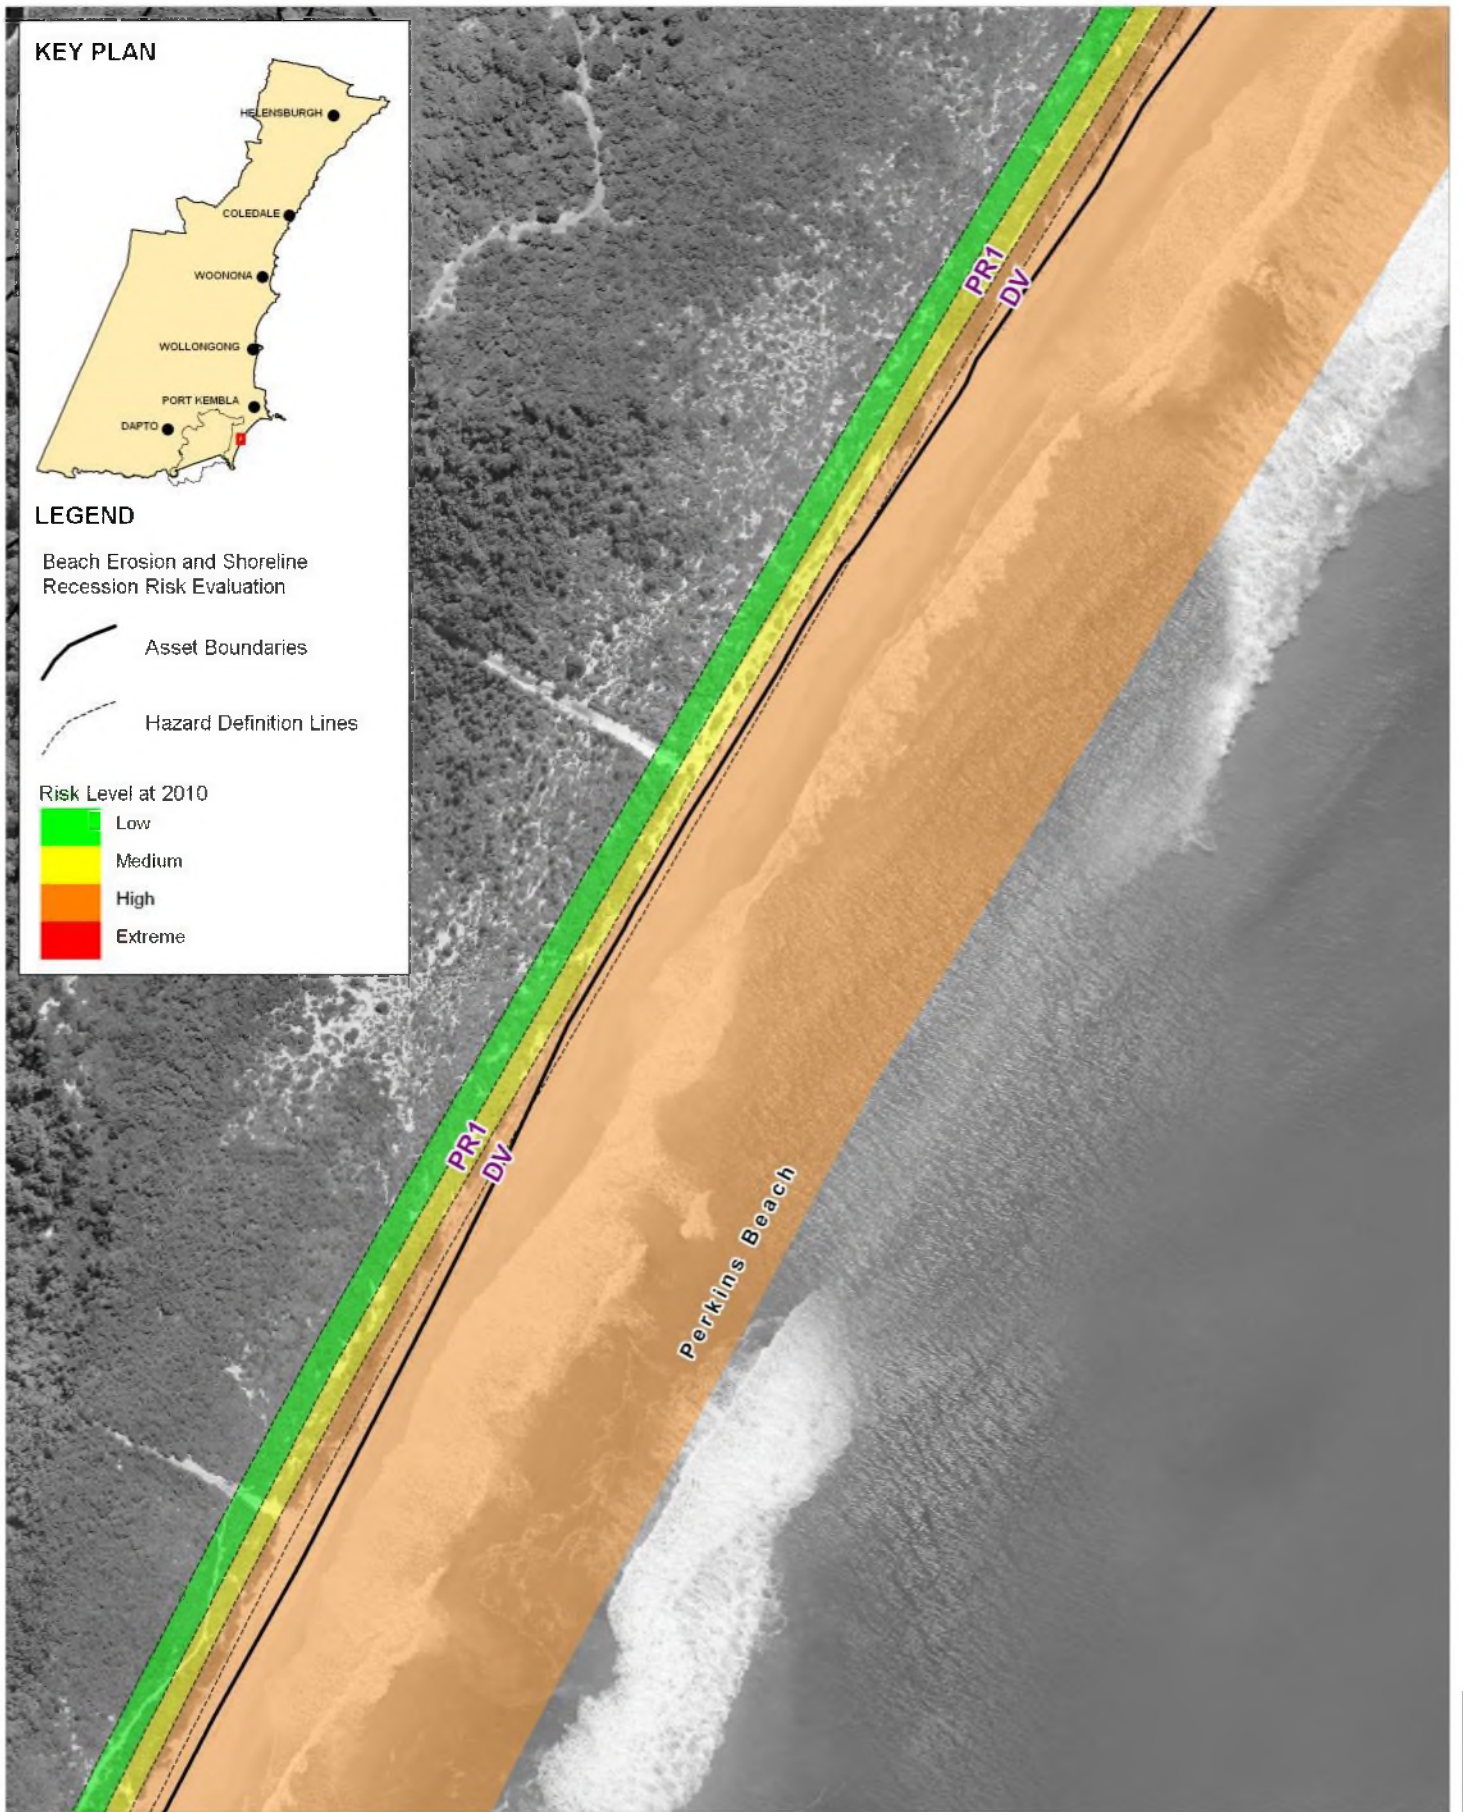 KEY PLAN
HELENSBURGH
COLEDALE
WOONONA
WOLLONGONG
PORT KEMBLA
DAPTO
LEGEND
Beach Erosion and Shoreline
Recession Risk Evaluation
Asset Boundaries
Hazard Definition Lines
Risk Level at 2010
Low
Medium
High
Extreme
PR1
DV
PR1
DV
Perkins Beach